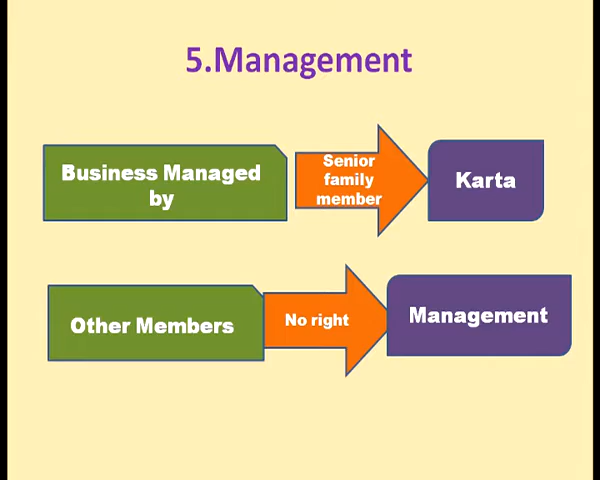 5.Management
Business Managed
by
Senior
family
member
Karta
Other Members
No right
Management